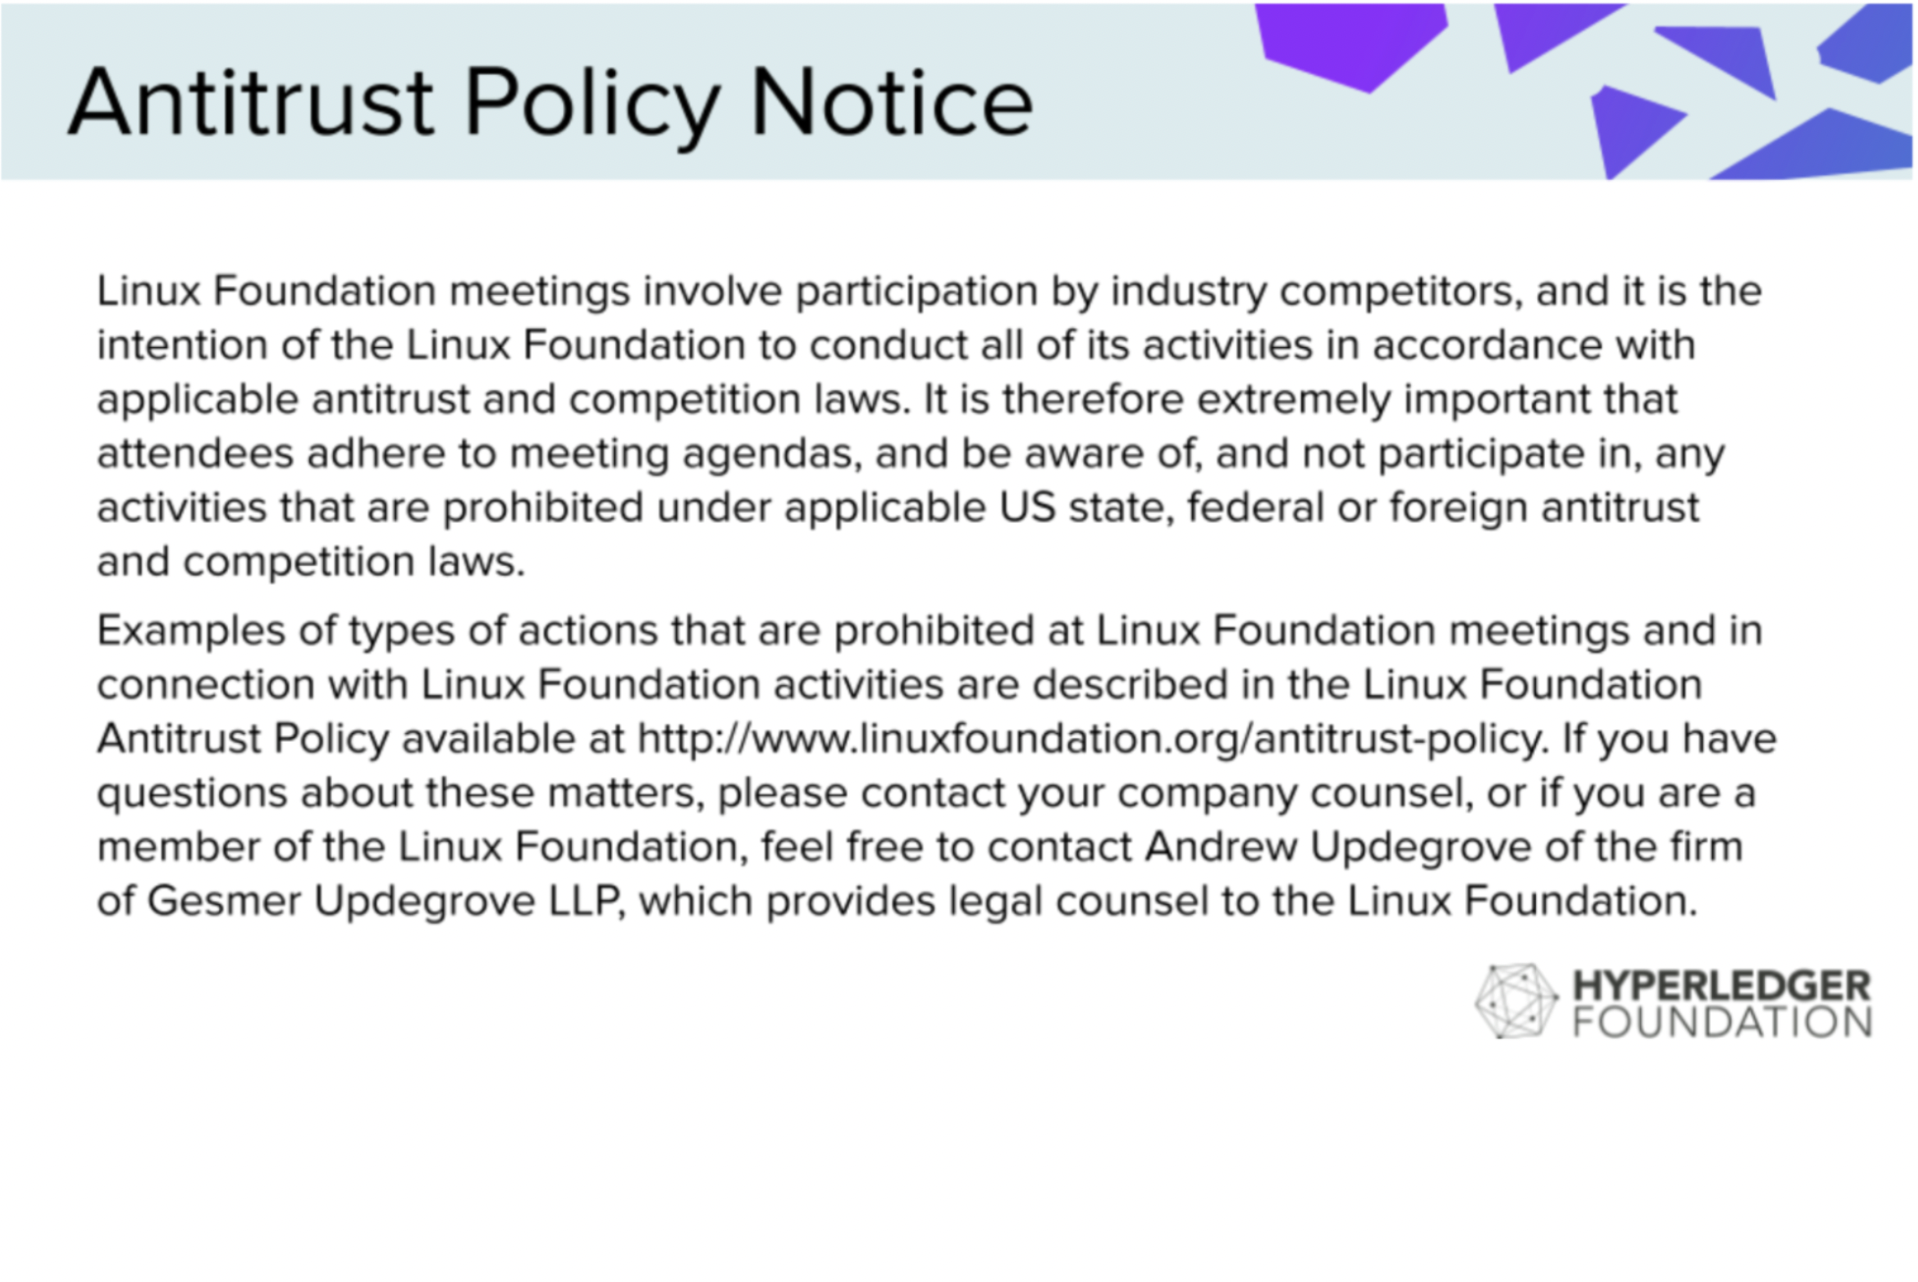 Antitrust Policy Notice
Linux Foundation meetings involve participation by industry competitors, and it is the
intention of the Linux Foundation to conduct all of its activities in accordance with
applicable antitrust and competition laws. It is therefore extremely important that
attendees adhere to meeting agendas, and be aware of, and not participate in, any
activities that are prohibited under applicable US state, federal or foreign antitrust
and competition laws.
Examples of types of actions that are prohibited at Linux Foundation meetings and in
connection with Linux Foundation activities are described in the Linux Foundation
Antitrust Policy available at http://www.linuxfoundation.org/antitrust-policy. If you have
questions about these matters, please contact your company counsel, or if you are a
member of the Linux Foundation, feel free to contact Andrew Updegrove of the firm
of Gesmer Updegrove LLP, which provides legal counsel to the Linux Foundation.
HYPERLEDGER
FOUNDATION